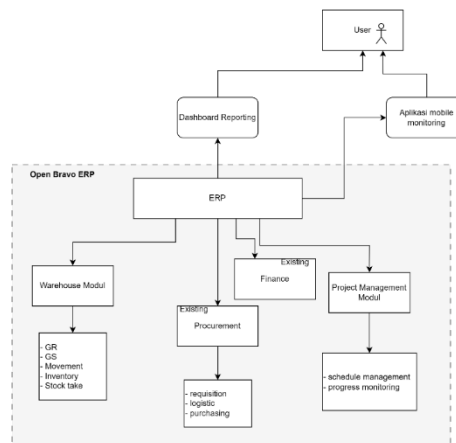 User
Dashboard Reporting
Aplikasi mobile
monitoring
Open Bravo ERP
ERP
Warehouse Modul
Existing
Finance
Project Management
Modul
Existing
Procurement
- GR
- GS
- Movement
- Inventory
- Stock take
- requisition
- logistic
- purchasing
- schedule management
- progress monitoring